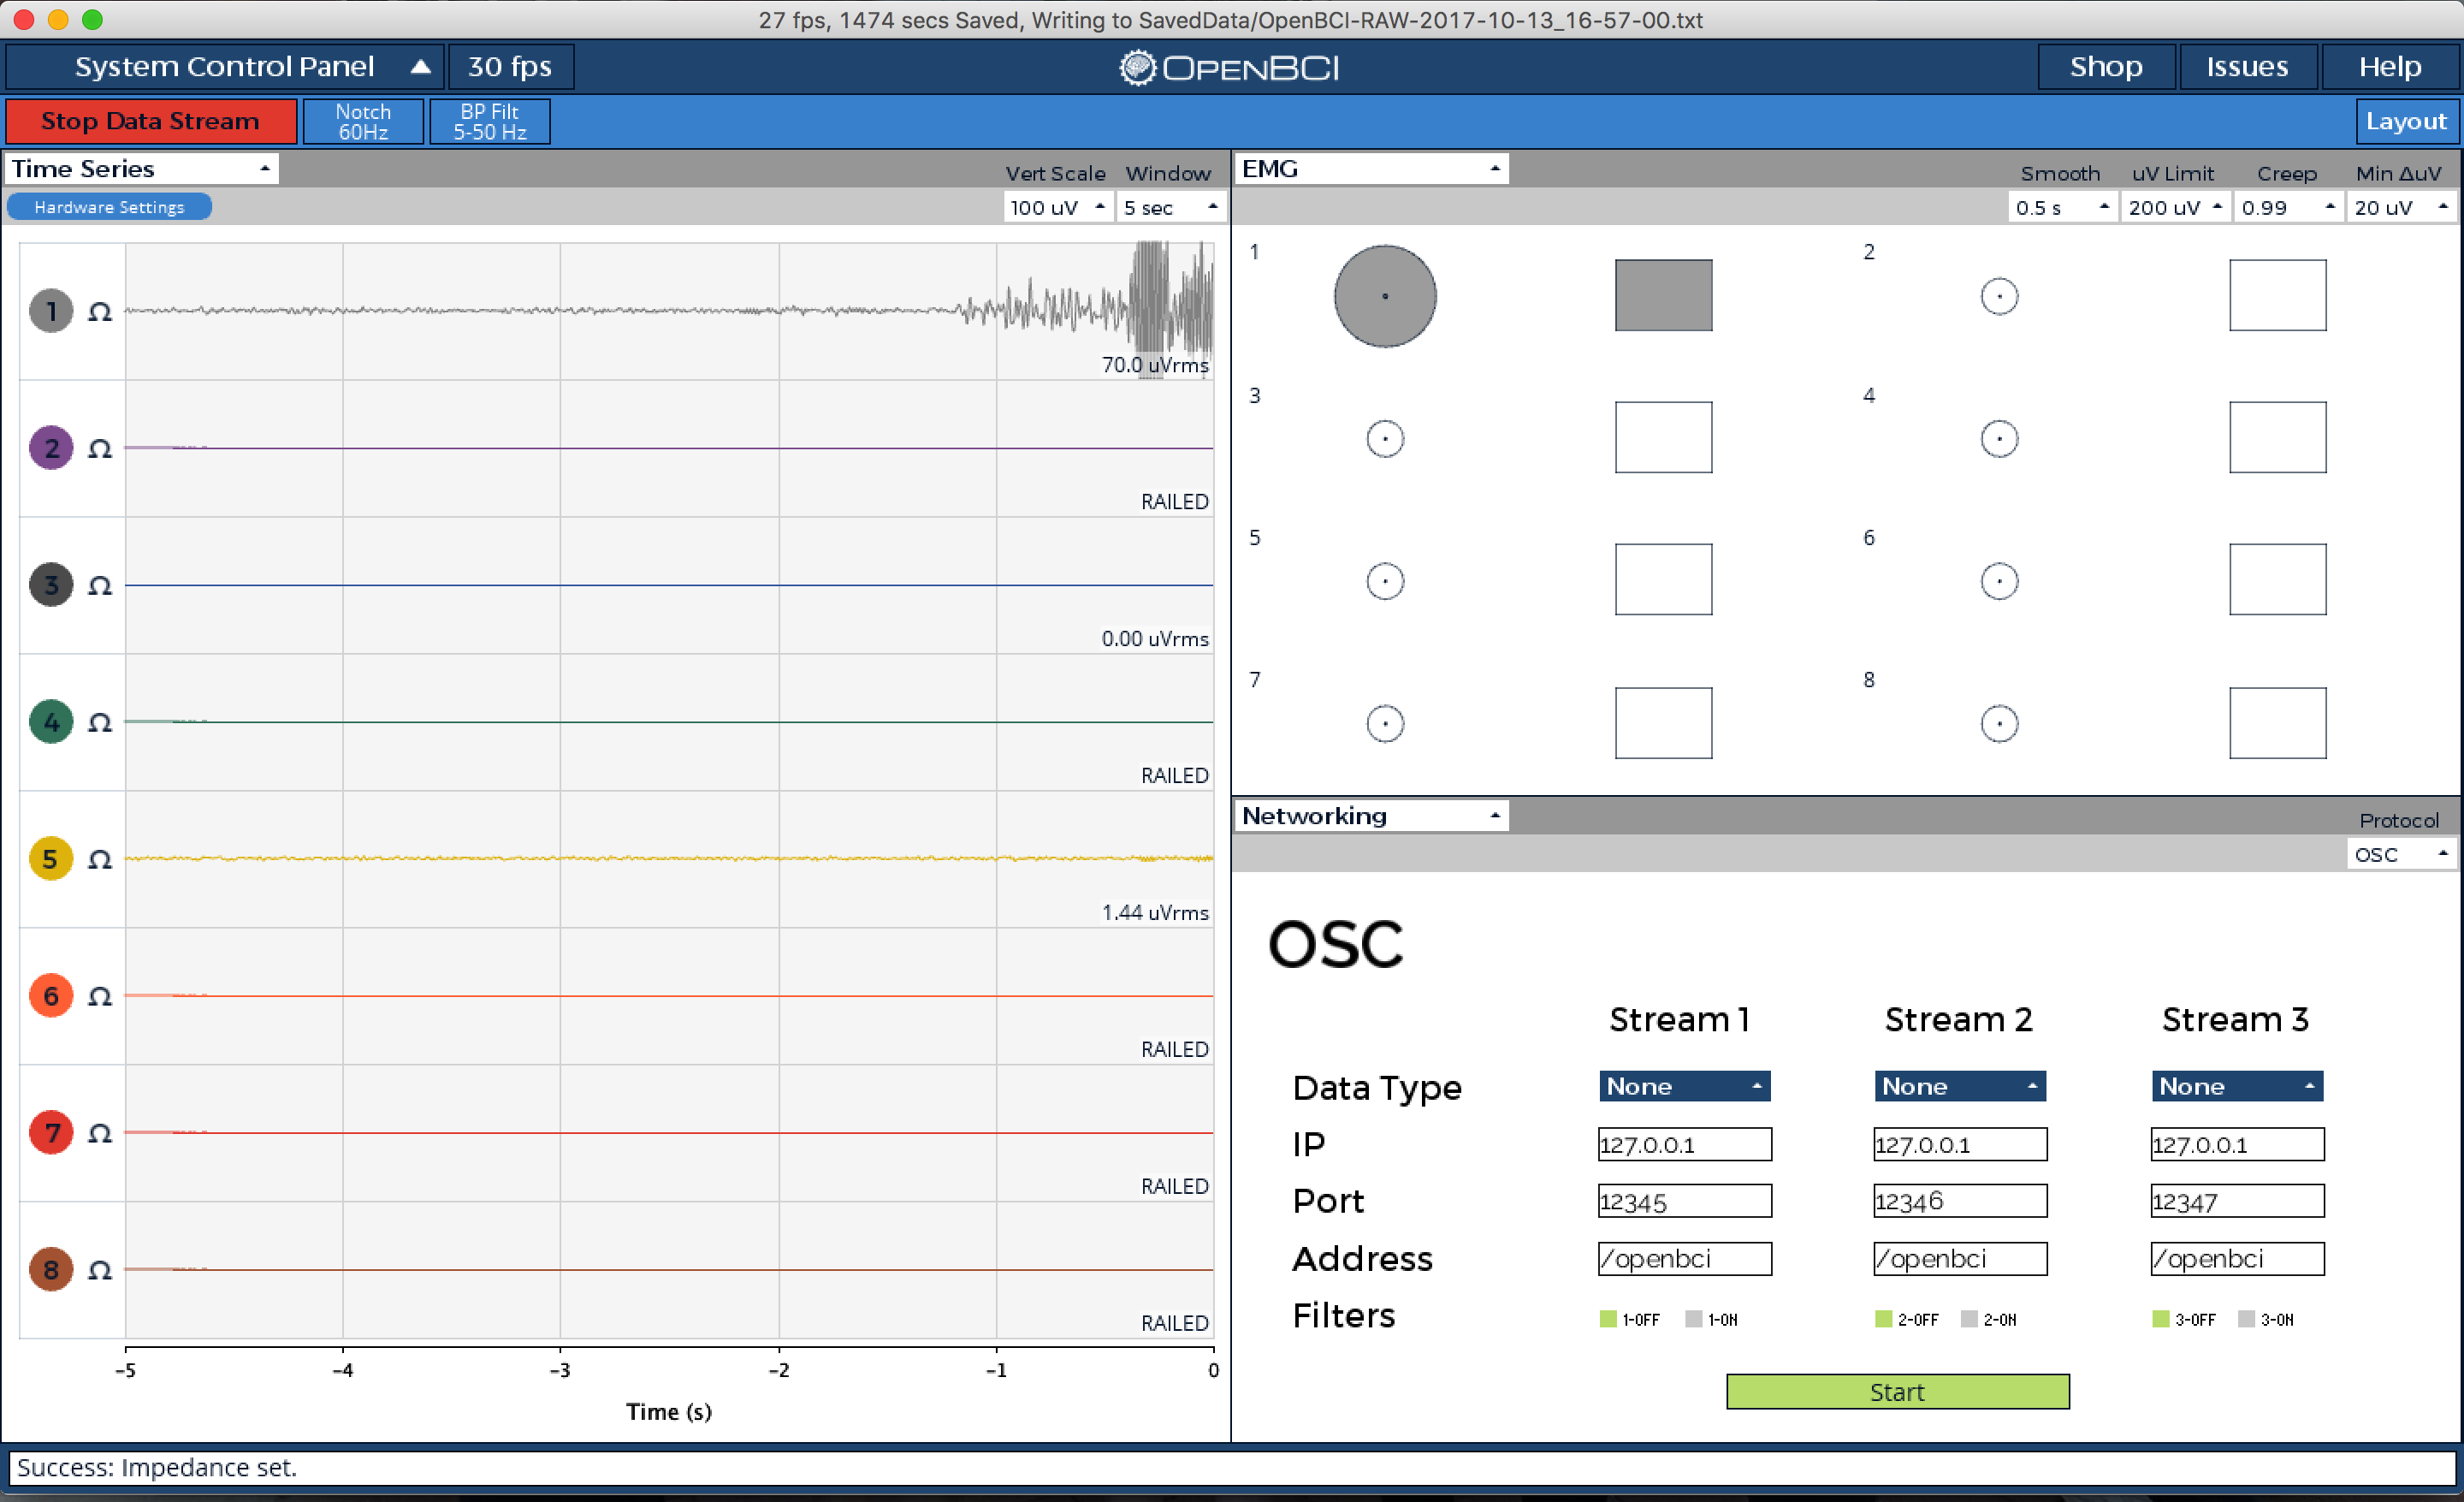 27 fps, 1474 secs Saved, Writing to SavedData/OpenBCI-RAW-2017-10-13_16-57-00.txt
System Control Panel 30 fps OPENBCI Shop Issues Help
Stop Data Stream Notch 60Hz BP Filt 5-50 Hz Layout
Time Series Vert Scale Window
Hardware Settings 100 uV 5 sec
1 Ω 70.0 uVrms
2 Ω RAILED
3 Ω 0.00 uVrms
4 Ω RAILED
5 Ω 1.44 uVrms
6 Ω RAILED
7 Ω RAILED
8 Ω RAILED
-5 -4 -3 -2 -1 0
Time (s)
EMG Smooth uV Limit Creep Min ΔuV
0.5 s 200 uV 0.99 20 uV
1 2
3 4
5 6
7 8
Networking Protocol
OSC
OSC
Stream 1 Stream 2 Stream 3
Data Type None None None
IP 127.0.0.1 127.0.0.1 127.0.0.1
Port 12345 12346 12347
Address /openbci /openbci /openbci
Filters 1-OFF 1-ON 2-OFF 2-ON 3-OFF 3-ON
Start
Success: Impedance set.